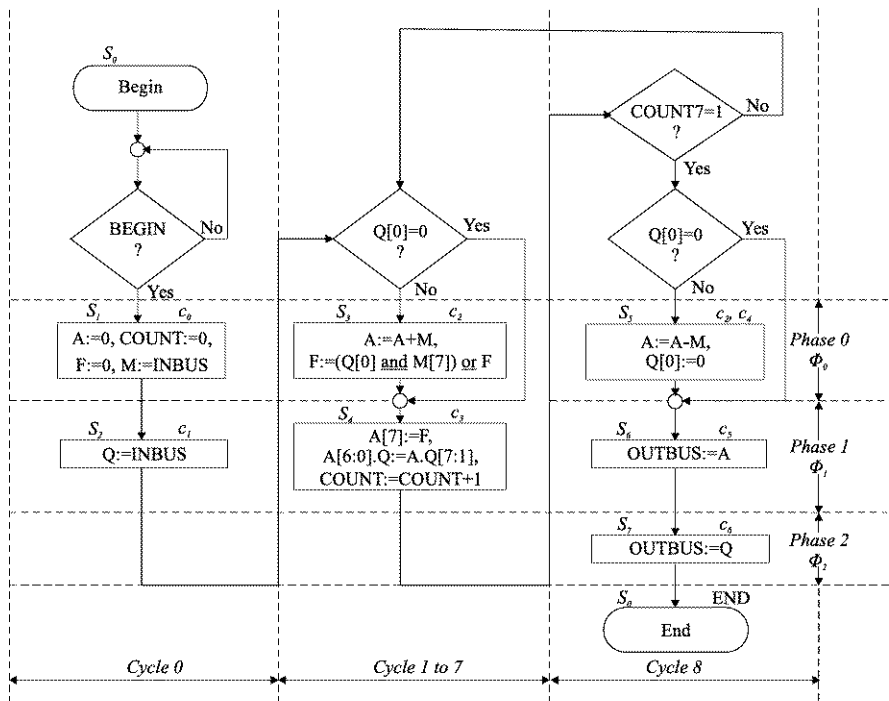 S₀
Begin
BEGIN
?
No
Yes
S₁ c₀
A:=0, COUNT:=0,
F:=0, M:=INBUS
S₂ c₁
Q:=INBUS
Q[0]=0
?
Yes
No
S₃ c₂
A:=A+M,
F:=(Q[0] and M[7]) or F
S₄ c₃
A[7]:=F,
A[6:0].Q:=A.Q[7:1],
COUNT:=COUNT+1
COUNT7=1
?
No
Yes
Q[0]=0
?
Yes
No
S₅ c₂, c₄
A:=A-M,
Q[0]:=0
S₆ c₅
OUTBUS:=A
S₇ c₆
OUTBUS:=Q
S₀ END
End
Phase 0
Φ₀
Phase 1
Φ₁
Phase 2
Φ₂
Cycle 0
Cycle 1 to 7
Cycle 8